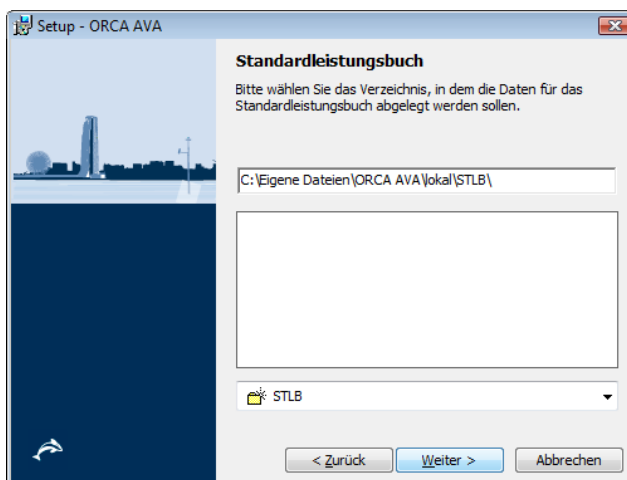 Setup - ORCA AVA
Standardleistungsbuch
Bitte wählen Sie das Verzeichnis, in dem die Daten für das
Standardleistungsbuch abgelegt werden sollen.
C:\Eigene Dateien\ORCA AVA\lokal\STLB\
STLB
< Zurück
Weiter >
Abbrechen